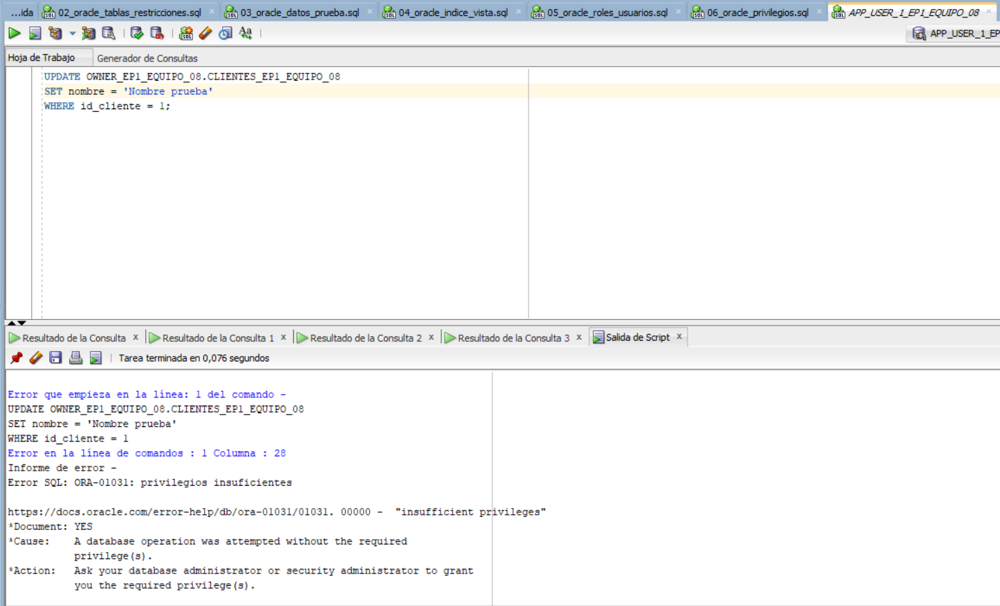 ...ida 02_oracle_tablas_restricciones.sql 03_oracle_datos_prueba.sql 04_oracle_indice_vista.sql 05_oracle_roles_usuarios.sql 06_oracle_privilegios.sql APP_USER_1_EP1_EQUIPO_08
APP_USER_1_EP
Hoja de Trabajo Generador de Consultas
UPDATE OWNER_EP1_EQUIPO_08.CLIENTES_EP1_EQUIPO_08
SET nombre = 'Nombre prueba'
WHERE id_cliente = 1;
Resultado de la Consulta x Resultado de la Consulta 1 x Resultado de la Consulta 2 x Resultado de la Consulta 3 x Salida de Script x
Tarea terminada en 0,076 segundos
Error que empieza en la línea: 1 del comando -
UPDATE OWNER_EP1_EQUIPO_08.CLIENTES_EP1_EQUIPO_08
SET nombre = 'Nombre prueba'
WHERE id_cliente = 1
Error en la línea de comandos : 1 Columna : 28
Informe de error -
Error SQL: ORA-01031: privilegios insuficientes
https://docs.oracle.com/error-help/db/ora-01031/01031. 00000 -  "insufficient privileges"
*Document: YES
*Cause:    A database operation was attempted without the required
privilege(s).
*Action:   Ask your database administrator or security administrator to grant
you the required privilege(s).